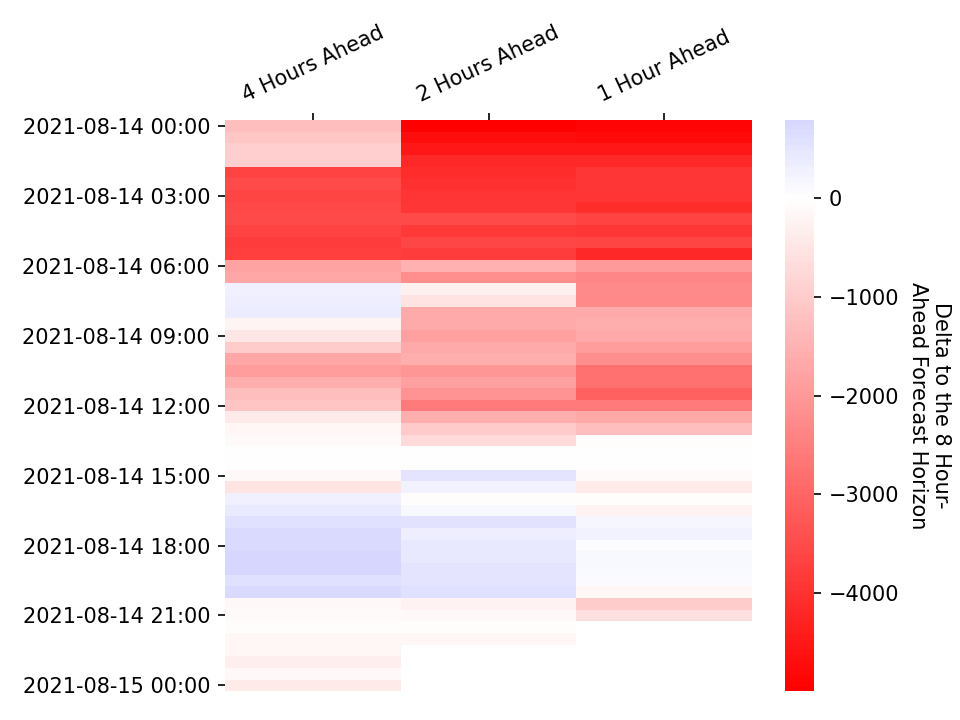 4 Hours Ahead
2 Hours Ahead
1 Hour Ahead
2021-08-14 00:00
2021-08-14 03:00
2021-08-14 06:00
2021-08-14 09:00
2021-08-14 12:00
2021-08-14 15:00
2021-08-14 18:00
2021-08-14 21:00
2021-08-15 00:00
0
−1000
−2000
−3000
−4000
Delta to the 8 Hour-
Ahead Forecast Horizon